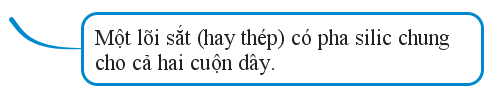 Một lõi sắt (hay thép) có pha silic chung
cho cả hai cuộn dây.